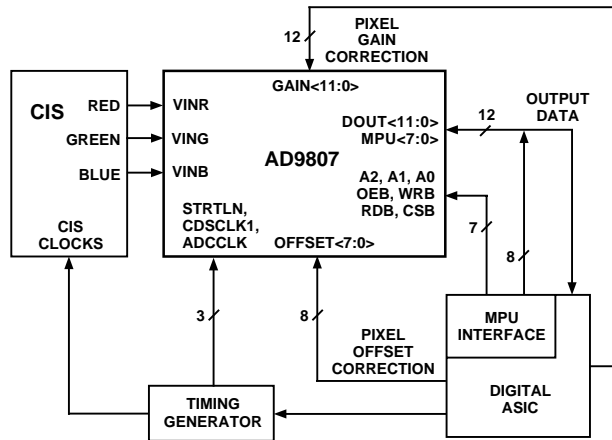 12
PIXEL
GAIN
CORRECTION
CIS
RED
GREEN
BLUE
CIS
CLOCKS
GAIN<11:0>
VINR
VING
VINB
AD9807
DOUT<11:0>
MPU<7:0>
A2, A1, A0
OEB, WRB
RDB, CSB
STRTLN,
CDSCLK1,
ADCCLK
OFFSET<7:0>
12
OUTPUT
DATA
7
8
3
8
PIXEL
OFFSET
CORRECTION
MPU
INTERFACE
DIGITAL
ASIC
TIMING
GENERATOR